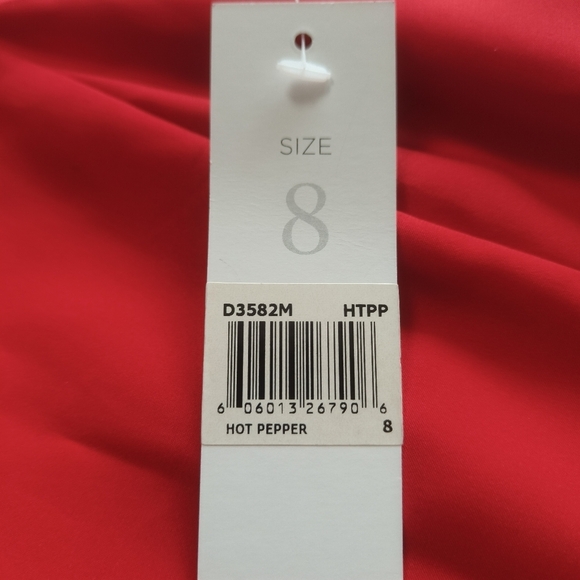 SIZE
8
D3582M HTPP
6 06013 26790 6
HOT PEPPER 8